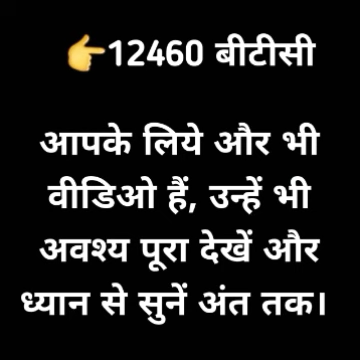 👉12460 बीटीसी
आपके लिये और भी
वीडिओ हैं, उन्हें भी
अवश्य पूरा देखें और
ध्यान से सुनें अंत तक।